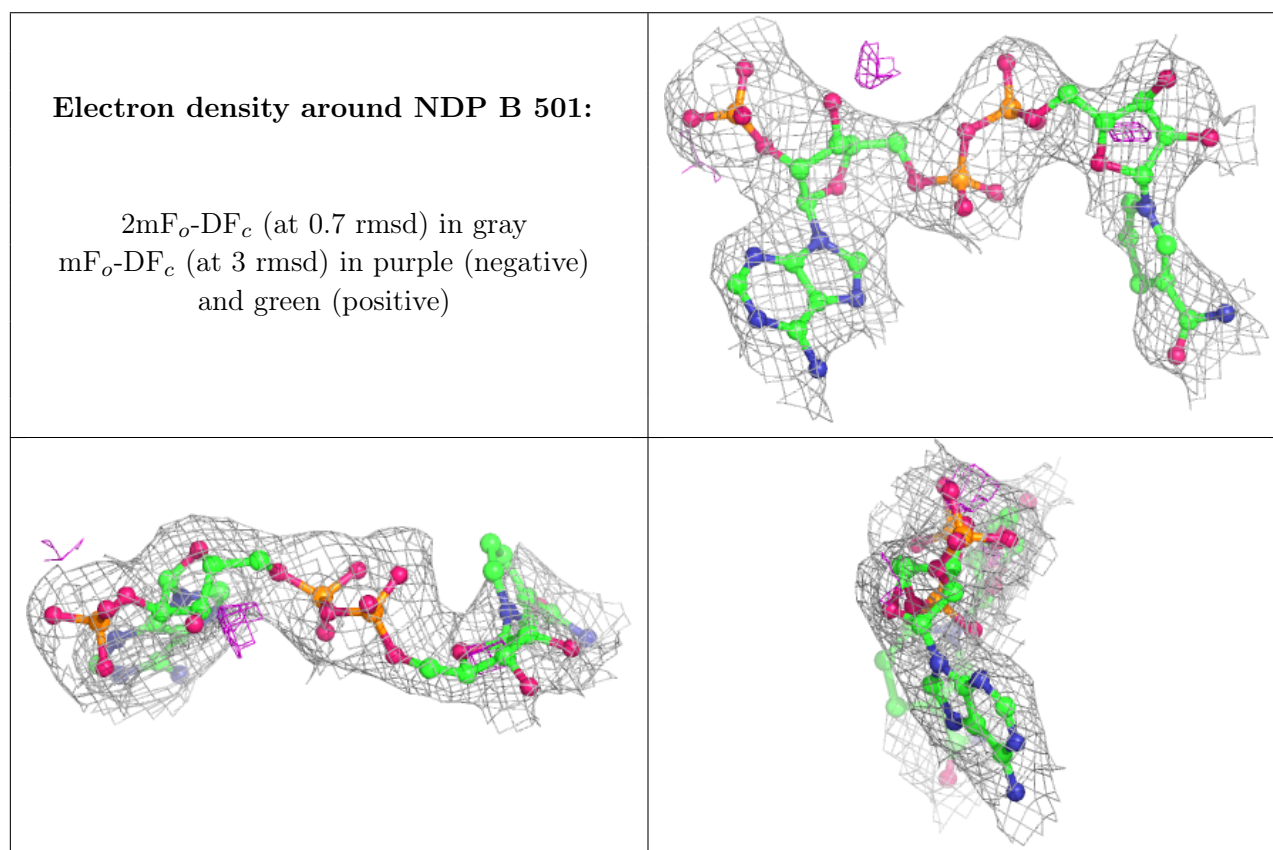 Electron density around NDP B 501:
2mFo-DFc (at 0.7 rmsd) in gray
mFo-DFc (at 3 rmsd) in purple (negative)
and green (positive)